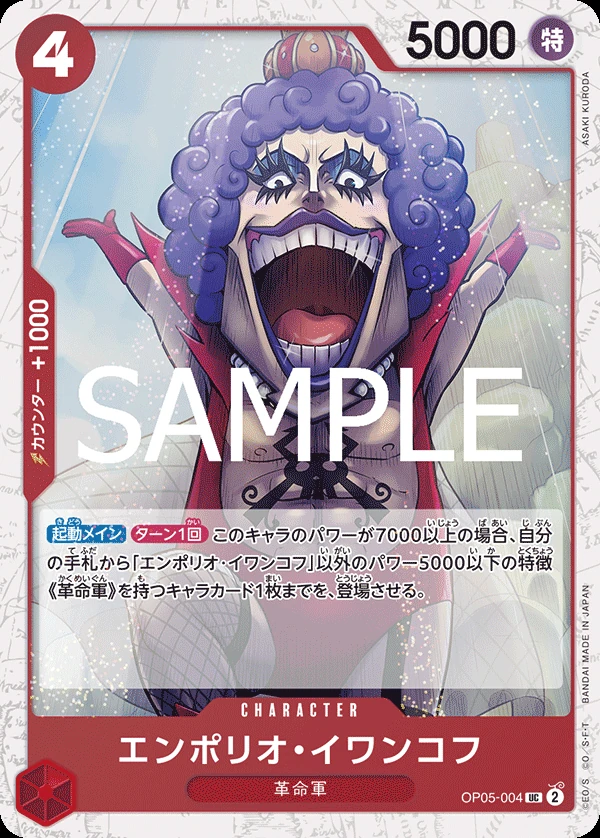 4
5000 特
ASAKI KURODA
カウンター +1000
SAMPLE
起動メイン ターン1回 このキャラのパワーが7000以上の場合、自分
の手札から「エンポリオ・イワンコフ」以外のパワー5000以下の特徴
《革命軍》を持つキャラカード1枚までを、登場させる。
CHARACTER
エンポリオ・イワンコフ
革命軍
OP05-004 UC 2
©E.O./S. ©O./S・F・T BANDAI MADE IN JAPAN